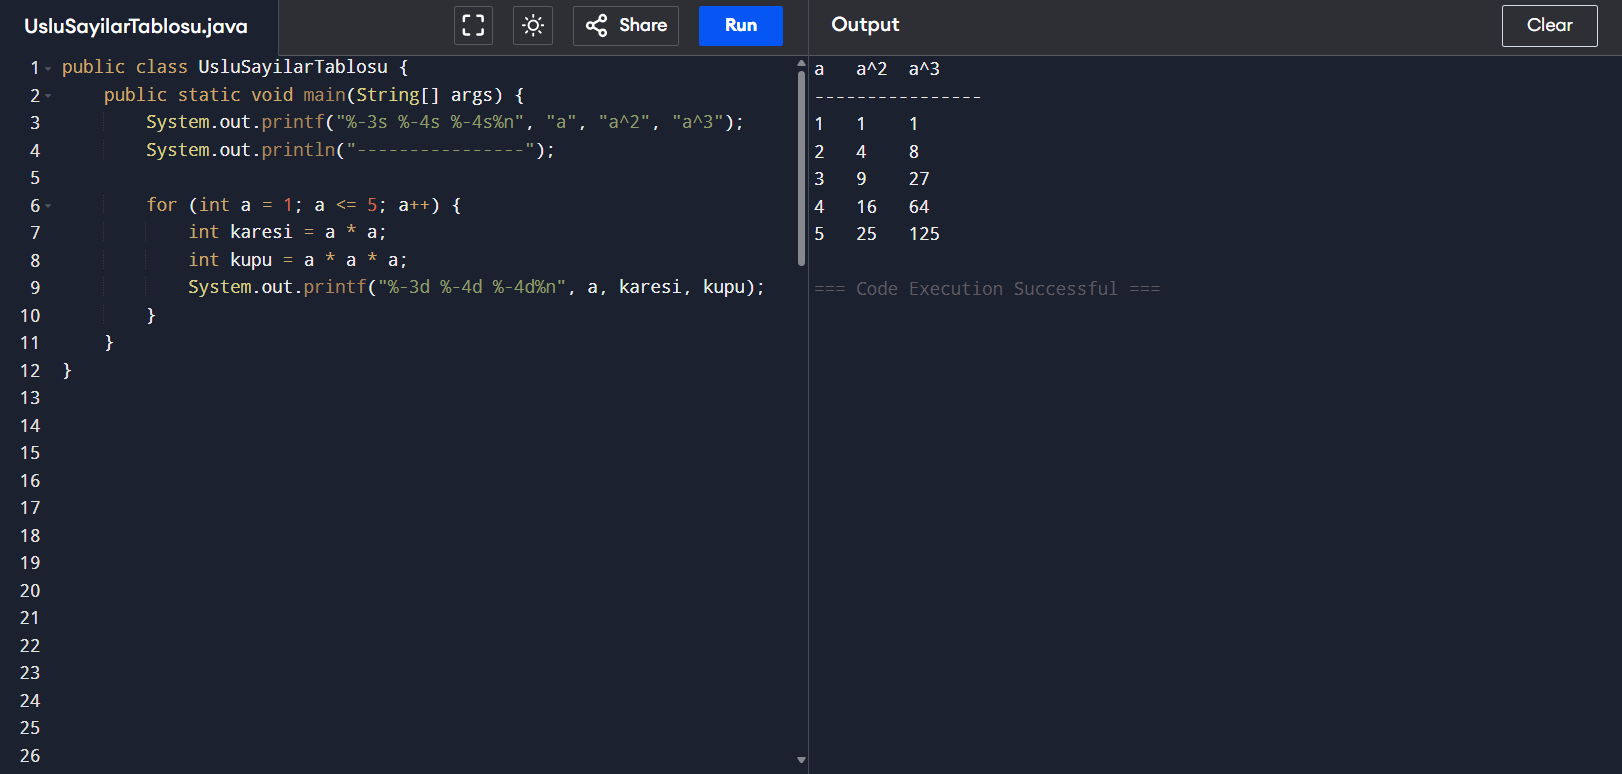 UsluSayilarTablosu.java
Share
Run
Output
Clear
1 public class UsluSayilarTablosu {
2     public static void main(String[] args) {
3         System.out.printf("%-3s %-4s %-4s%n", "a", "a^2", "a^3");
4         System.out.println("----------------");
5
6         for (int a = 1; a <= 5; a++) {
7             int karesi = a * a;
8             int kupu = a * a * a;
9             System.out.printf("%-3d %-4d %-4d%n", a, karesi, kupu);
10         }
11     }
12 }
13
14
15
16
17
18
19
20
21
22
23
24
25
26
a   a^2  a^3
----------------
1   1    1
2   4    8
3   9    27
4   16   64
5   25   125
=== Code Execution Successful ===